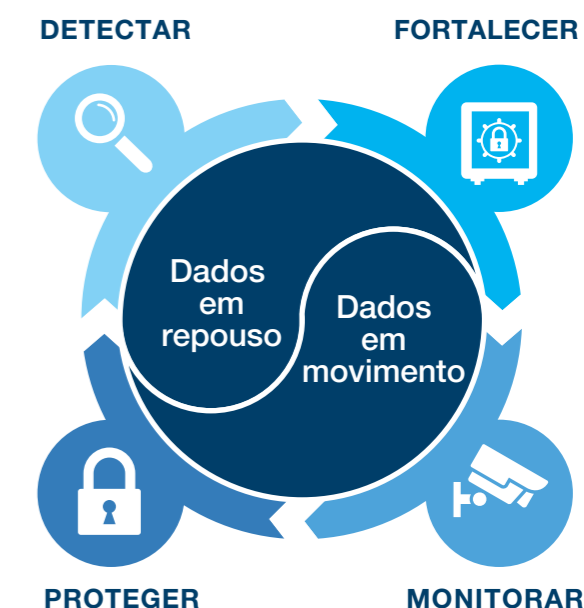 DETECTAR
FORTALECER
Dados
em
repouso
Dados
em
movimento
PROTEGER
MONITORAR